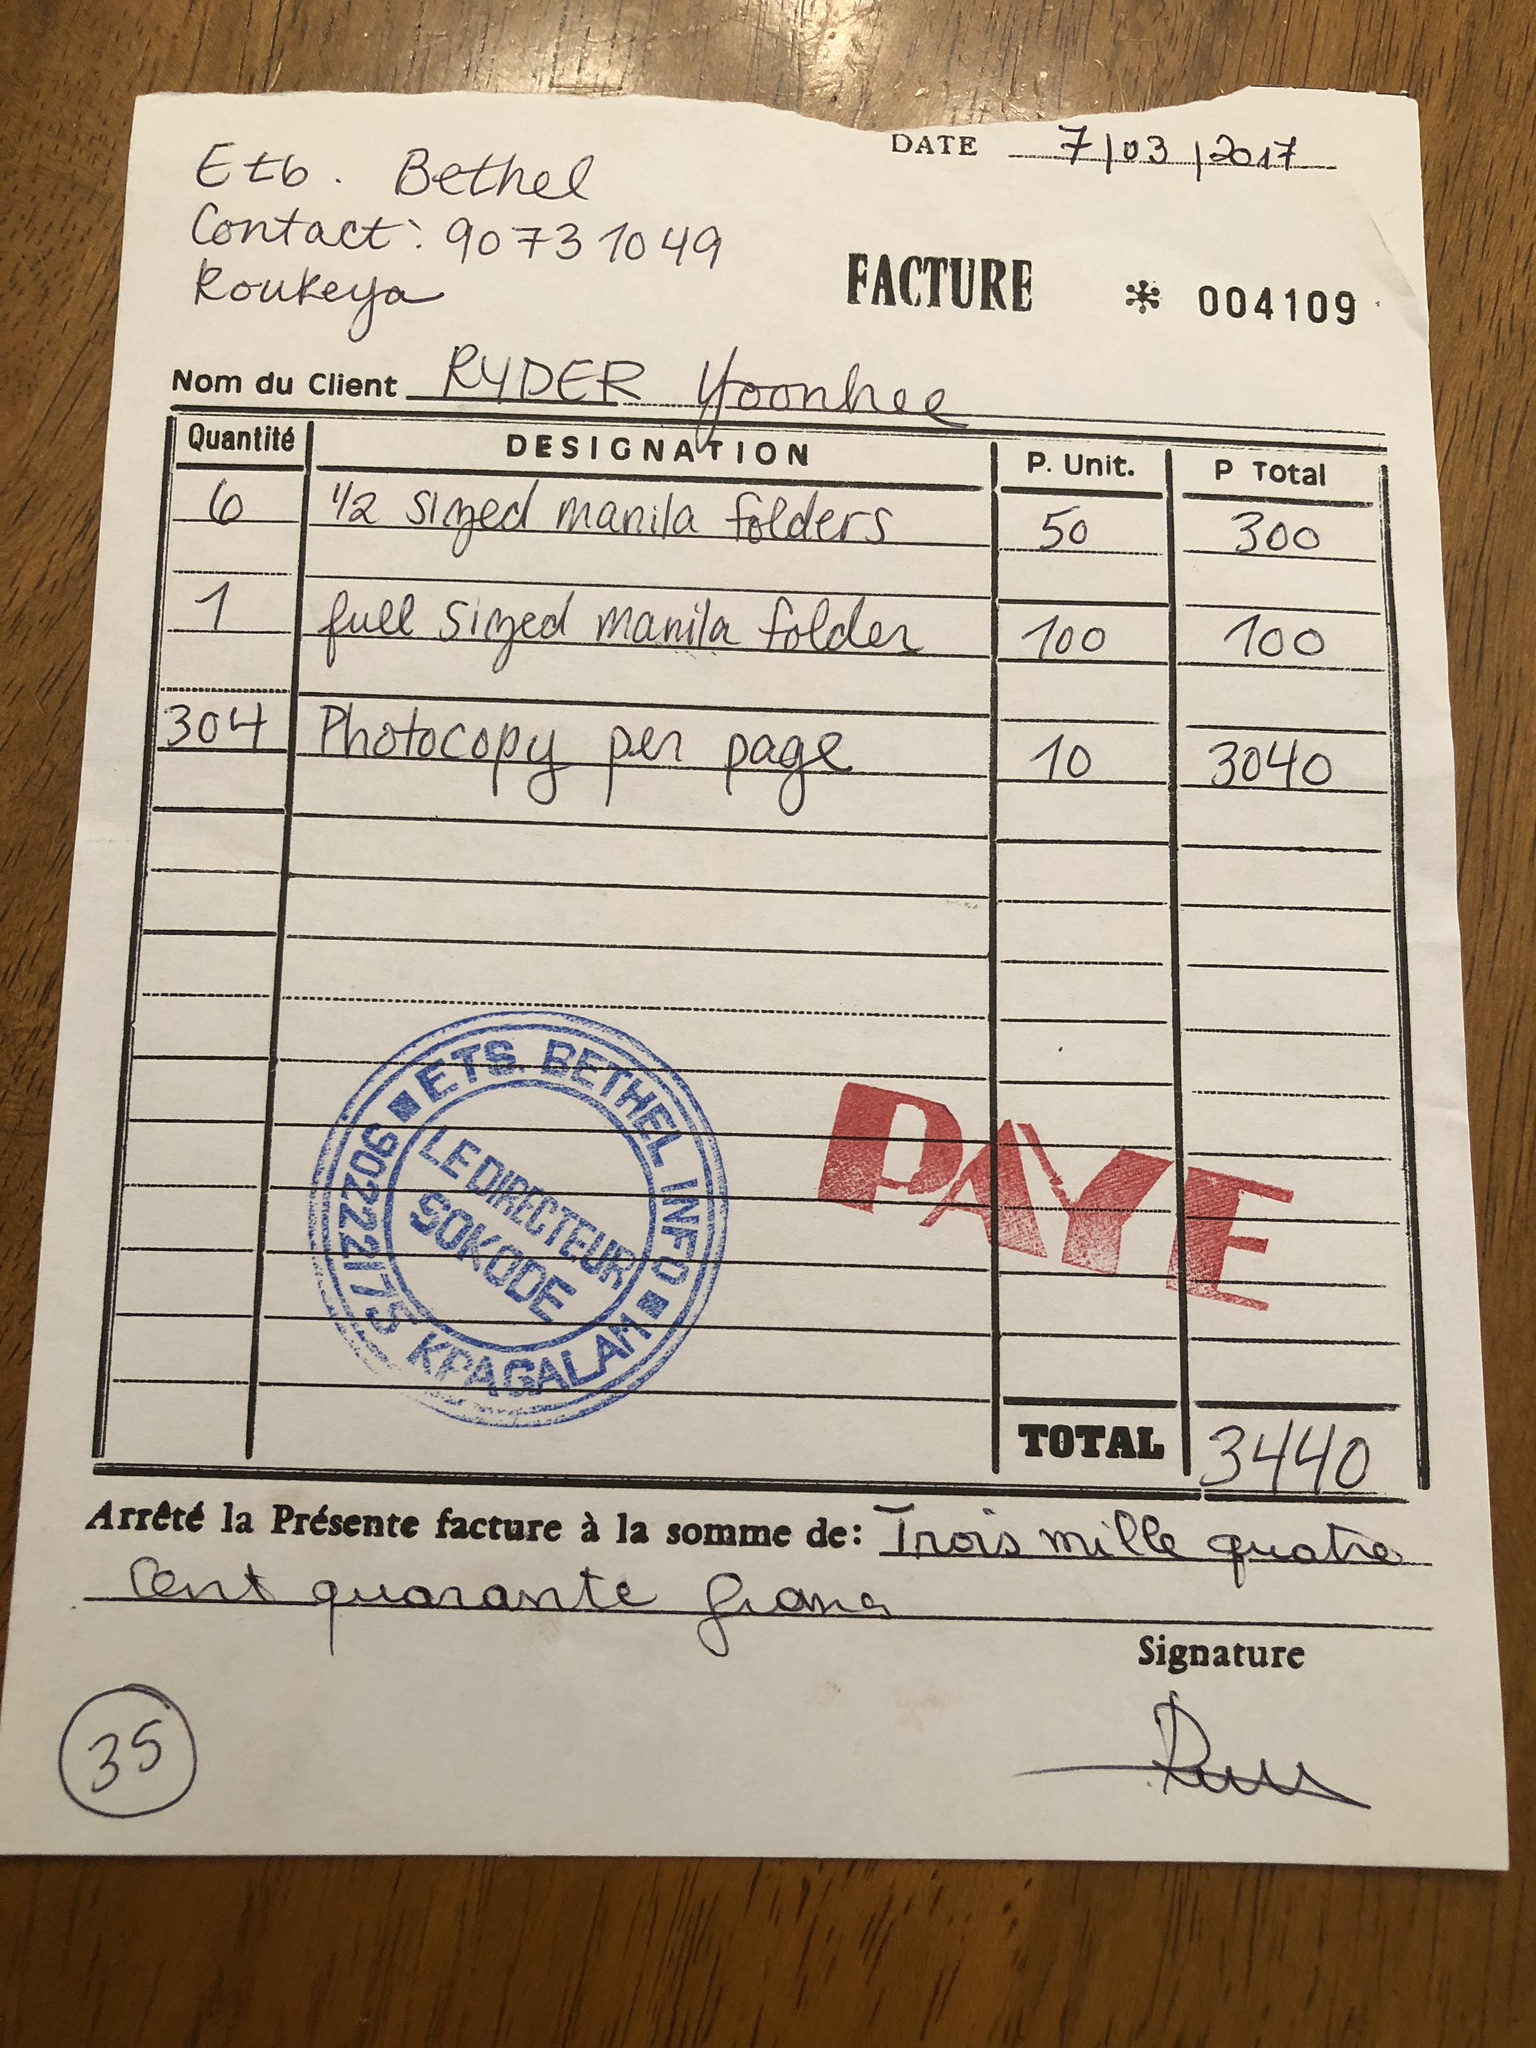 DATE 7/03/2017
Etb. Bethel
Contact: 90731049
Roukeya
FACTURE * 004109
Nom du Client RYDER Yoonhee
Quantité DESIGNATION P. Unit. P Total
6 1/2 sized manila folders 50 300
1 full sized manila folder 100 100
304 Photocopy per page 10 3040
ETS. BETHEL INFO
LE DIRECTEUR
SOKODE
90222175 KPAGALAM
PAYE
TOTAL 3440
Arrêté la Présente facture à la somme de: Trois mille quatre
cent quarante francs
Signature
35